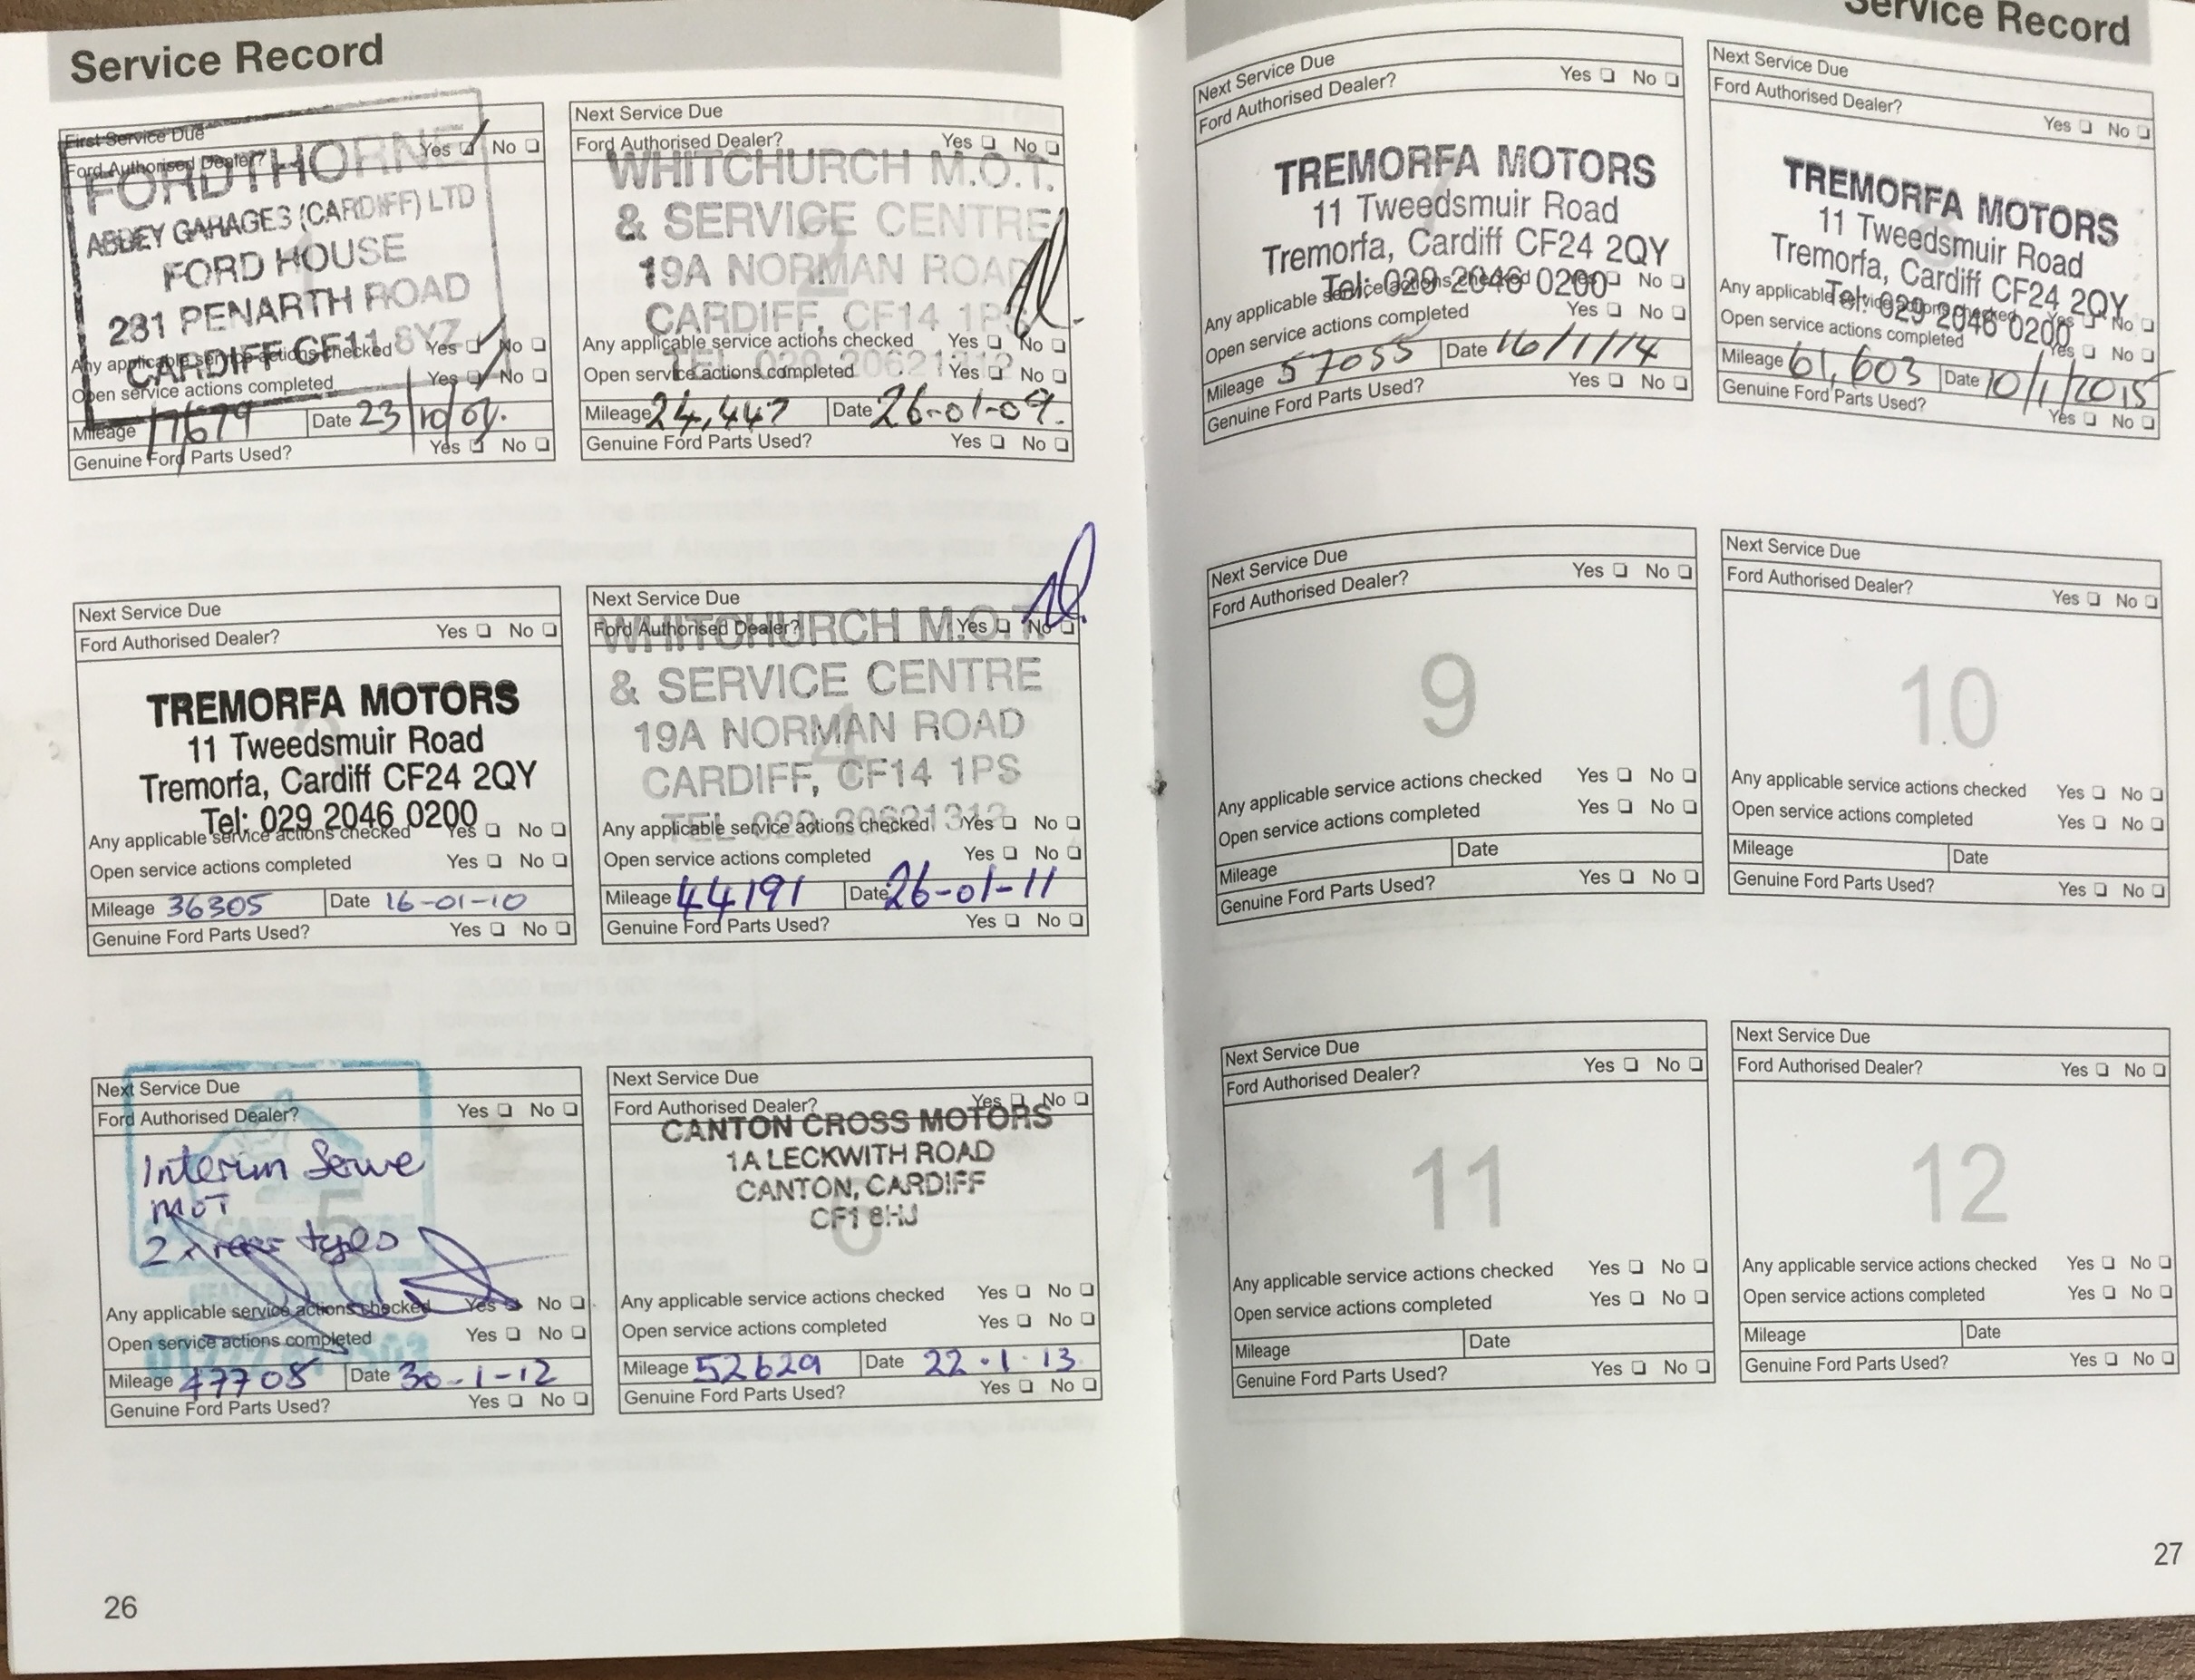 Service Record
First Service Due
Ford Authorised Dealer? Yes No
FORDTHORNE
ABBEY GARAGES (CARDIFF) LTD
FORD HOUSE
281 PENARTH ROAD
CARDIFF CF11 8YZ
Any applicable service actions checked Yes No
Open service actions completed Yes No
Mileage 17679 Date 23/10/07.
Genuine Ford Parts Used? Yes No
Next Service Due
Ford Authorised Dealer? Yes No
WHITCHURCH M.O.T.
& SERVICE CENTRE
19A NORMAN ROAD
CARDIFF, CF14 1PS
TEL 029 20621313
Any applicable service actions checked Yes No
Open service actions completed Yes No
Mileage 24,447 Date 26-01-09.
Genuine Ford Parts Used? Yes No
Next Service Due
Ford Authorised Dealer? Yes No
3
TREMORFA MOTORS
11 Tweedsmuir Road
Tremorfa, Cardiff CF24 2QY
Tel: 029 2046 0200
Any applicable service actions checked Yes No
Open service actions completed Yes No
Mileage 36305 Date 16-01-10
Genuine Ford Parts Used? Yes No
Next Service Due
Ford Authorised Dealer? Yes No
WHITCHURCH M.O.T.
& SERVICE CENTRE
19A NORMAN ROAD
4
CARDIFF, CF14 1PS
TEL 029 20621313
Any applicable service actions checked Yes No
Open service actions completed Yes No
Mileage 44191 Date 26-01-11
Genuine Ford Parts Used? Yes No
Next Service Due
Ford Authorised Dealer? Yes No
Interim Serve
MOT
5
2 x rear tyres
Any applicable service actions checked Yes No
Open service actions completed Yes No
Mileage 47708 Date 30-1-12
Genuine Ford Parts Used? Yes No
Next Service Due
Ford Authorised Dealer? Yes No
CANTON CROSS MOTORS
1A LECKWITH ROAD
CANTON, CARDIFF
CF1 8HJ
6
Any applicable service actions checked Yes No
Open service actions completed Yes No
Mileage 52629 Date 22.1.13
Genuine Ford Parts Used? Yes No
26
Service Record
Next Service Due
Ford Authorised Dealer? Yes No
7
TREMORFA MOTORS
11 Tweedsmuir Road
Tremorfa, Cardiff CF24 2QY
Tel: 029 2046 0200
Any applicable service actions checked No
Open service actions completed Yes No
Mileage 57055 Date 16/1/14
Genuine Ford Parts Used? Yes No
Next Service Due
Ford Authorised Dealer? Yes No
8
TREMORFA MOTORS
11 Tweedsmuir Road
Tremorfa, Cardiff CF24 2QY
Tel: 029 2046 0200
Any applicable service actions checked Yes No
Open service actions completed Yes No
Mileage 61,603 Date 10/1/2015
Genuine Ford Parts Used? Yes No
Next Service Due
Ford Authorised Dealer? Yes No
9
Any applicable service actions checked Yes No
Open service actions completed Yes No
Mileage Date
Genuine Ford Parts Used? Yes No
Next Service Due
Ford Authorised Dealer? Yes No
10
Any applicable service actions checked Yes No
Open service actions completed Yes No
Mileage Date
Genuine Ford Parts Used? Yes No
Next Service Due
Ford Authorised Dealer? Yes No
11
Any applicable service actions checked Yes No
Open service actions completed Yes No
Mileage Date
Genuine Ford Parts Used? Yes No
Next Service Due
Ford Authorised Dealer? Yes No
12
Any applicable service actions checked Yes No
Open service actions completed Yes No
Mileage Date
Genuine Ford Parts Used? Yes No
27